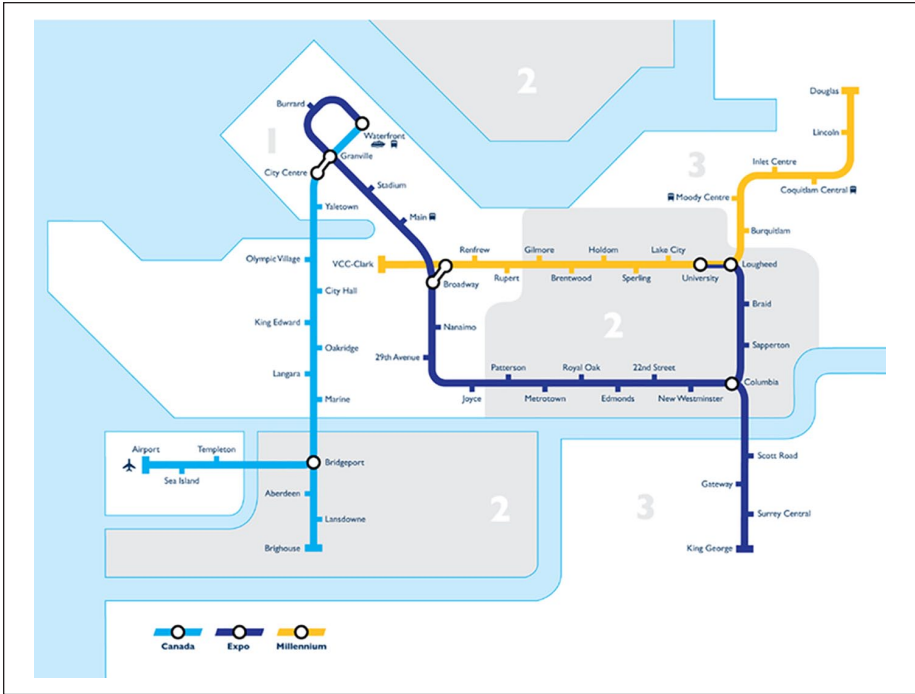 2
Douglas
Burrard
Waterfront
Lincoln
1
Granville
3
Inlet Centre
City Centre
Stadium
Coquitlam Central
Moody Centre
Yaletown
Main
Burquitlam
Renfrew
Gilmore
Holdom
Lake City
Olympic Village
VCC-Clark
Lougheed
Rupert
Brentwood
Sperling
University
Broadway
City Hall
Braid
King Edward
Nanaimo
2
Oakridge
Sapperton
29th Avenue
Langara
Patterson
Royal Oak
22nd Street
Columbia
Marine
Joyce
Metrotown
Edmonds
New Westminster
Airport
Templeton
Bridgeport
Scott Road
Sea Island
Gateway
Aberdeen
2
3
Lansdowne
Surrey Central
Brighouse
King George
Canada
Expo
Millennium